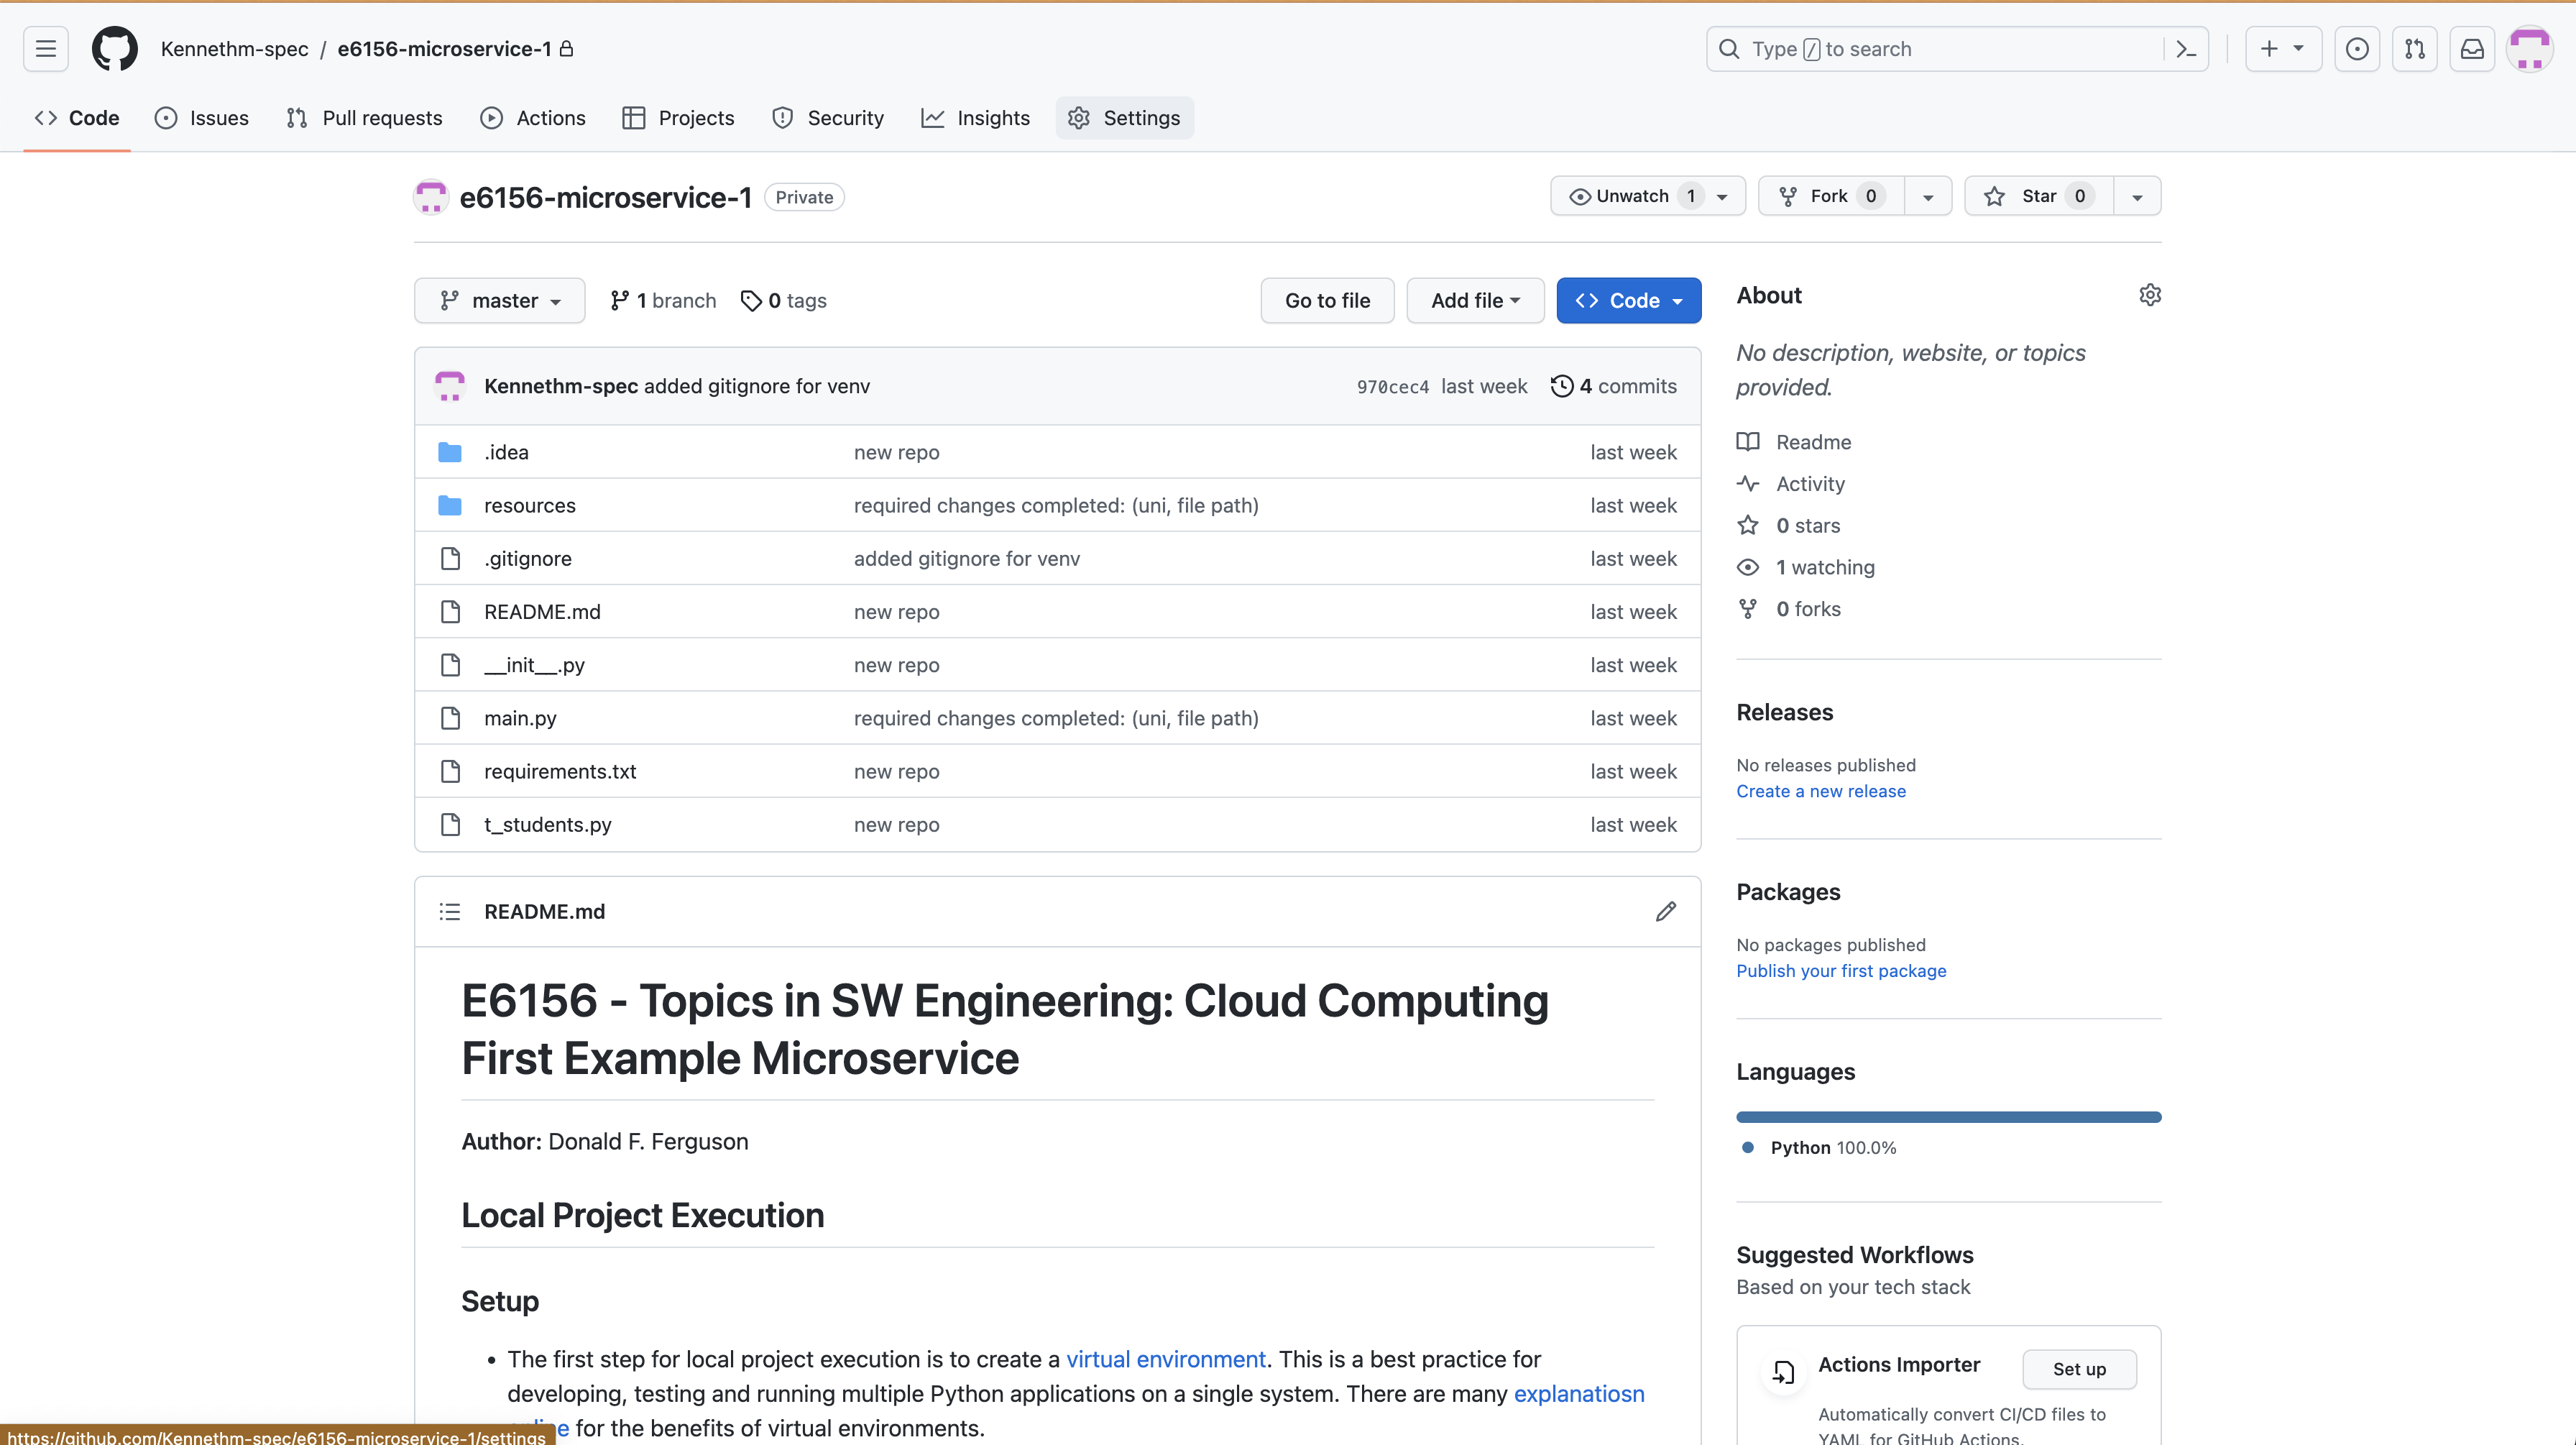 Kennethm-spec / e6156-microservice-1
Type / to search
Code Issues Pull requests Actions Projects Security Insights Settings
e6156-microservice-1 Private
Unwatch 1 Fork 0 Star 0
master 1 branch 0 tags Go to file Add file Code
Kennethm-spec added gitignore for venv 970cec4 last week 4 commits
.idea new repo last week
resources required changes completed: (uni, file path) last week
.gitignore added gitignore for venv last week
README.md new repo last week
__init__.py new repo last week
main.py required changes completed: (uni, file path) last week
requirements.txt new repo last week
t_students.py new repo last week
README.md
E6156 - Topics in SW Engineering: Cloud Computing
First Example Microservice
Author: Donald F. Ferguson
Local Project Execution
Setup
The first step for local project execution is to create a virtual environment. This is a best practice for
developing, testing and running multiple Python applications on a single system. There are many explanatiosn
for the benefits of virtual environments.
https://github.com/Kennethm-spec/e6156-microservice-1/settings
About
No description, website, or topics
provided.
Readme
Activity
0 stars
1 watching
0 forks
Releases
No releases published
Create a new release
Packages
No packages published
Publish your first package
Languages
Python 100.0%
Suggested Workflows
Based on your tech stack
Actions Importer Set up
Automatically convert CI/CD files to
YAML for GitHub Actions.